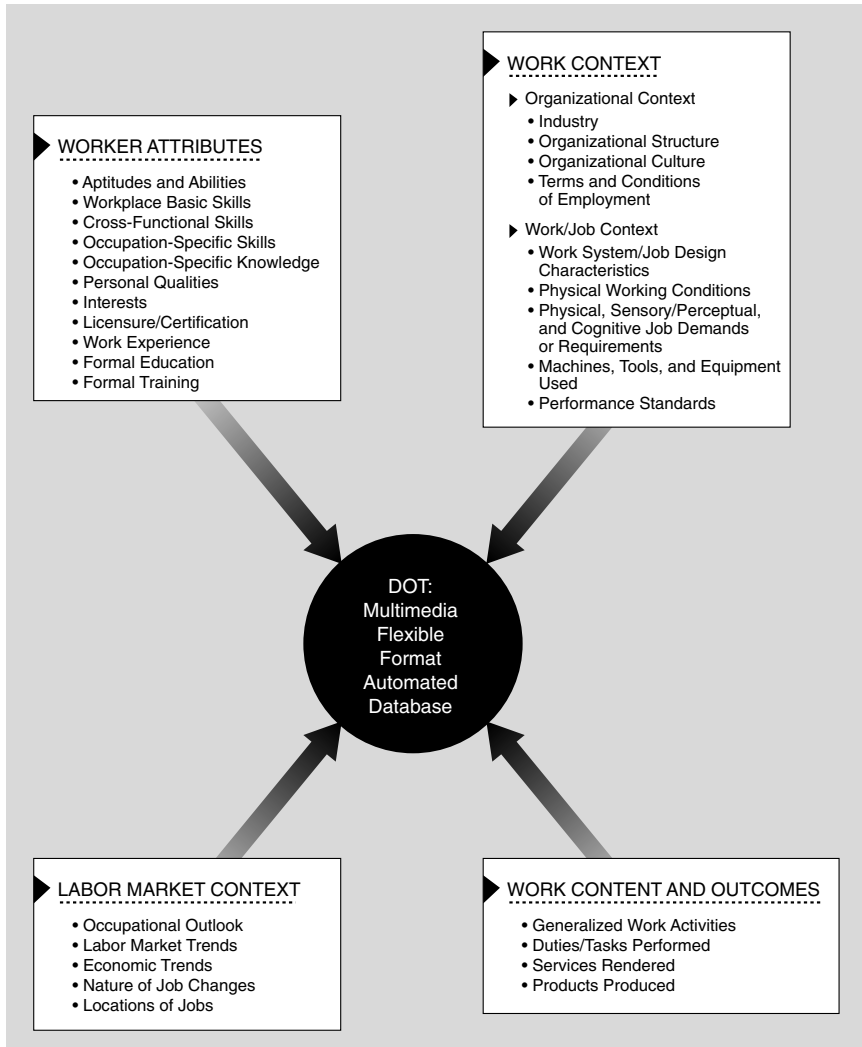 WORKER ATTRIBUTES
• Aptitudes and Abilities
• Workplace Basic Skills
• Cross-Functional Skills
• Occupation-Specific Skills
• Occupation-Specific Knowledge
• Personal Qualities
• Interests
• Licensure/Certification
• Work Experience
• Formal Education
• Formal Training
WORK CONTEXT
Organizational Context
• Industry
• Organizational Structure
• Organizational Culture
• Terms and Conditions
of Employment
Work/Job Context
• Work System/Job Design
Characteristics
• Physical Working Conditions
• Physical, Sensory/Perceptual,
and Cognitive Job Demands
or Requirements
• Machines, Tools, and Equipment
Used
• Performance Standards
DOT:
Multimedia
Flexible
Format
Automated
Database
LABOR MARKET CONTEXT
• Occupational Outlook
• Labor Market Trends
• Economic Trends
• Nature of Job Changes
• Locations of Jobs
WORK CONTENT AND OUTCOMES
• Generalized Work Activities
• Duties/Tasks Performed
• Services Rendered
• Products Produced